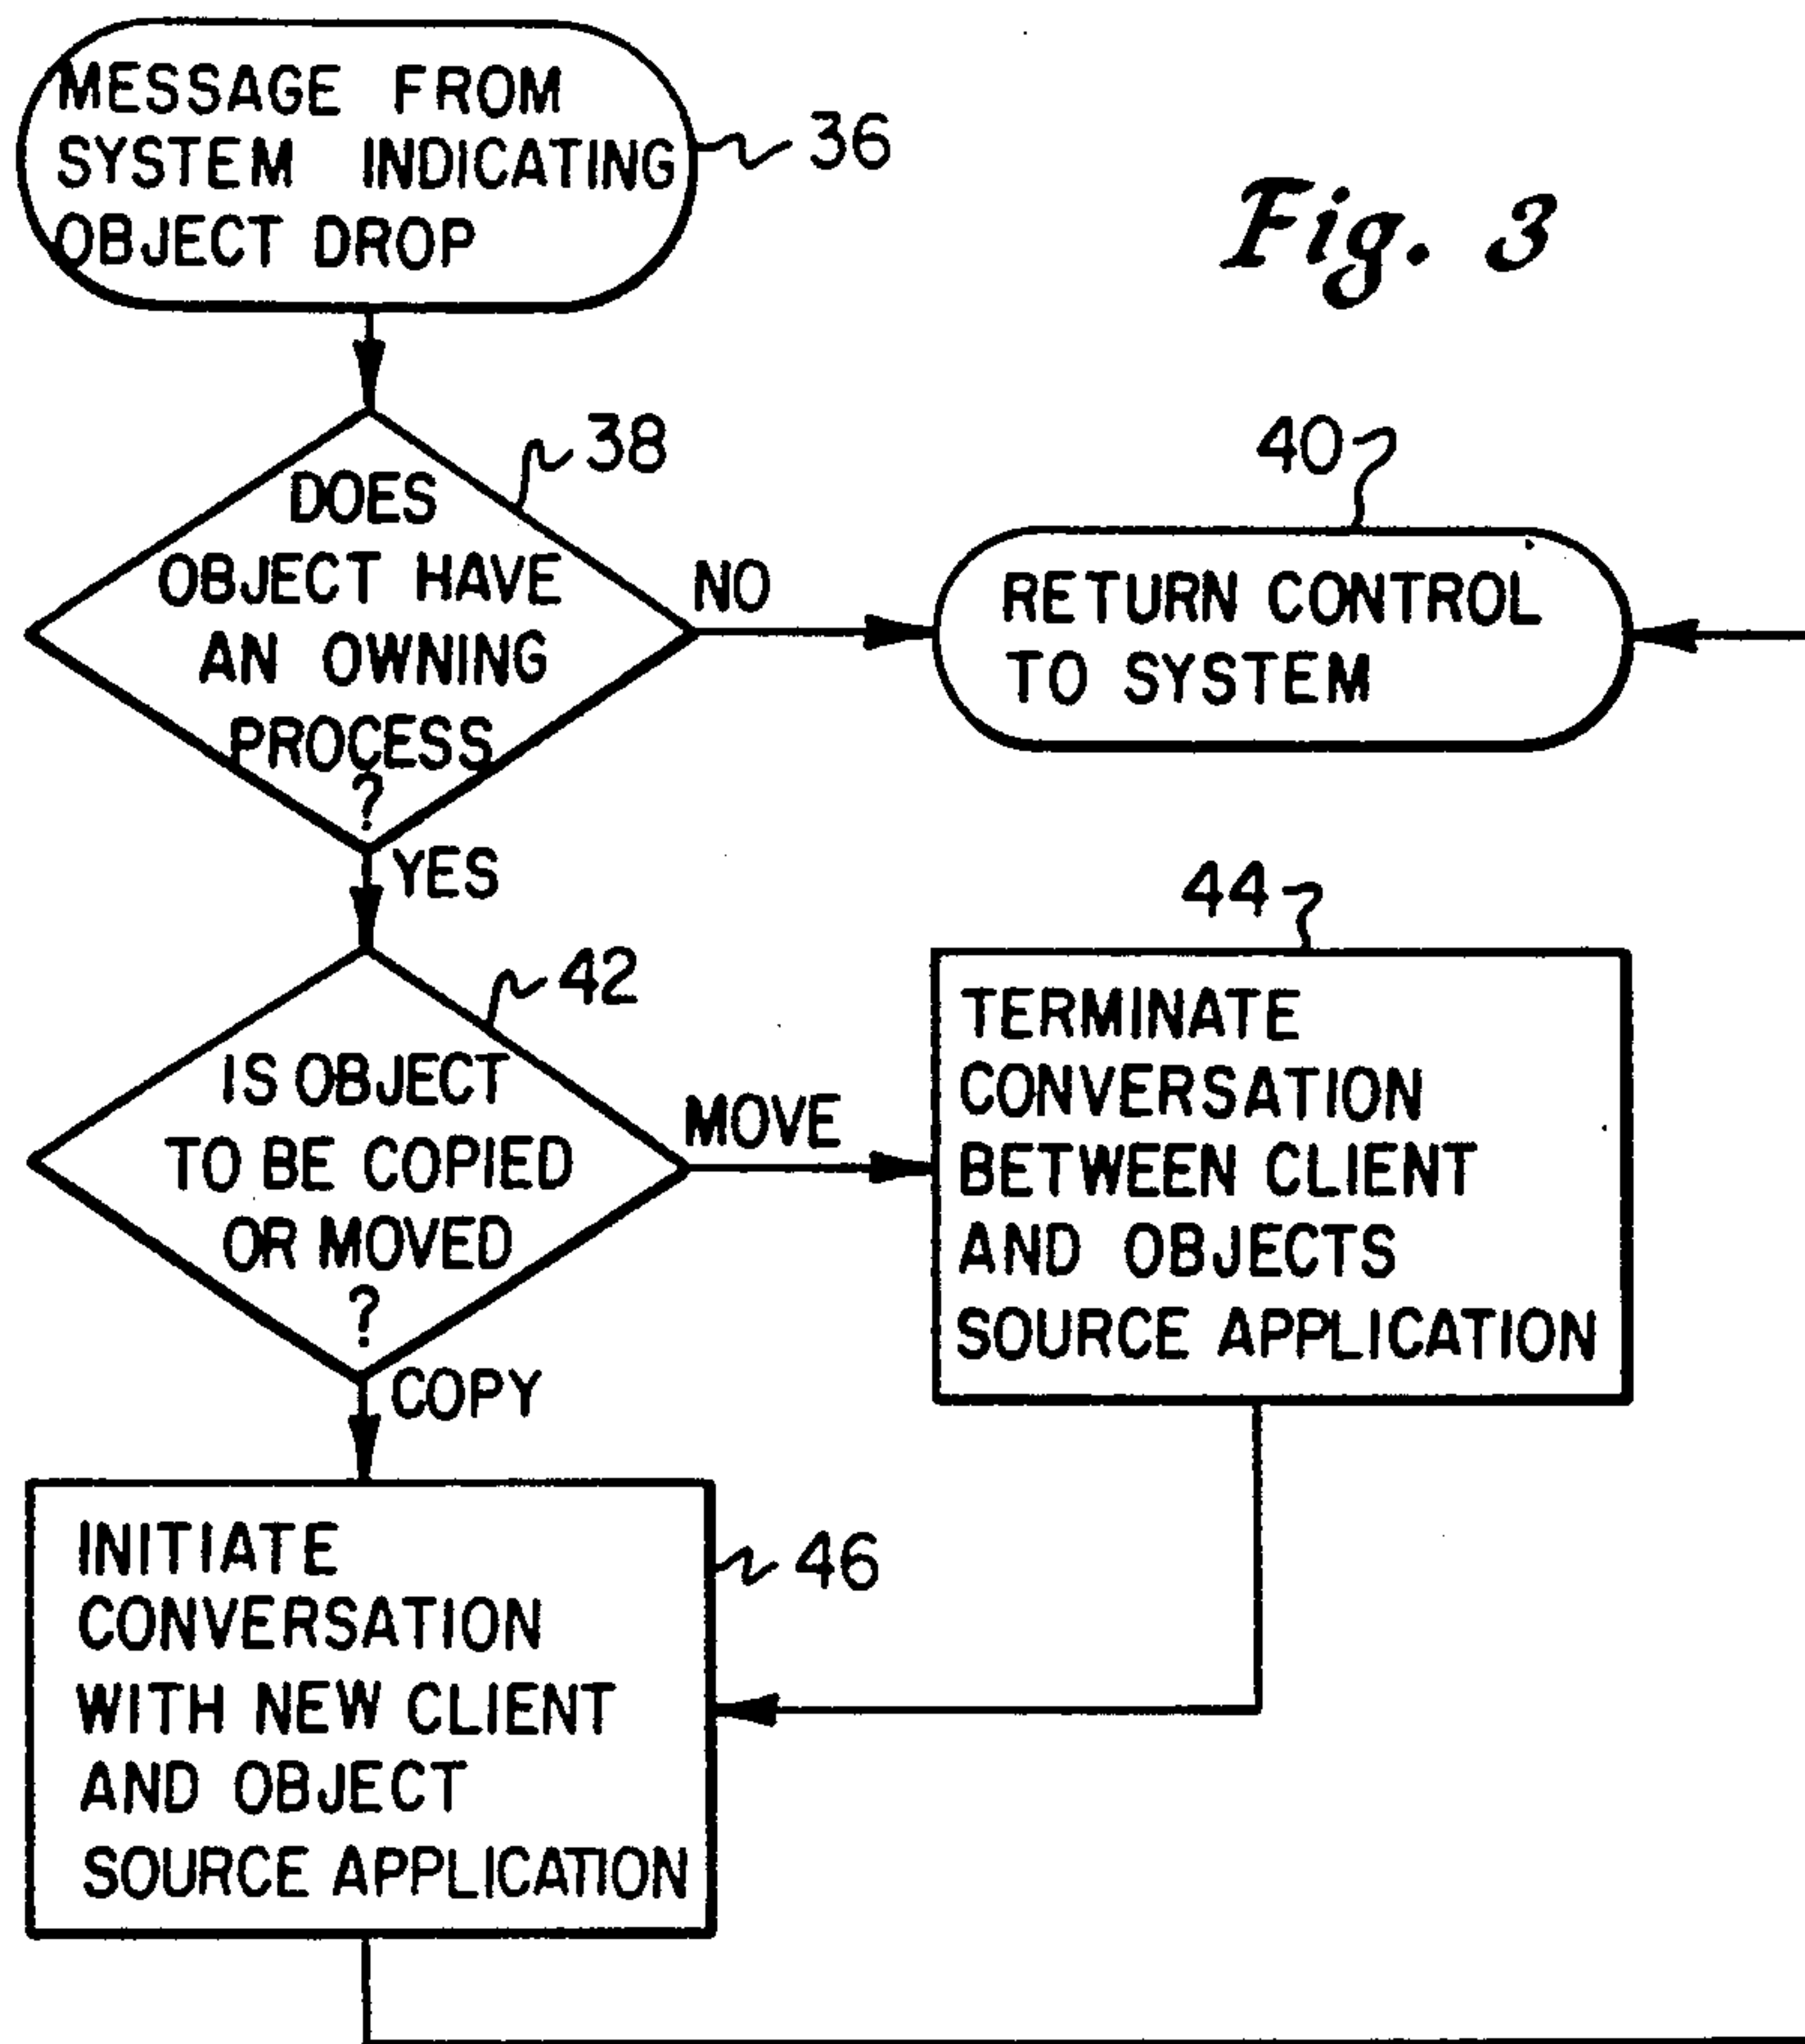 MESSAGE FROM
SYSTEM INDICATING
OBJECT DROP
36
Fig. 3
38
DOES
OBJECT HAVE
AN OWNING
PROCESS
?
NO
40
RETURN CONTROL
TO SYSTEM
YES
42
IS OBJECT
TO BE COPIED
OR MOVED
?
MOVE
44
TERMINATE
CONVERSATION
BETWEEN CLIENT
AND OBJECTS
SOURCE APPLICATION
COPY
INITIATE
CONVERSATION
WITH NEW CLIENT
AND OBJECT
SOURCE APPLICATION
46